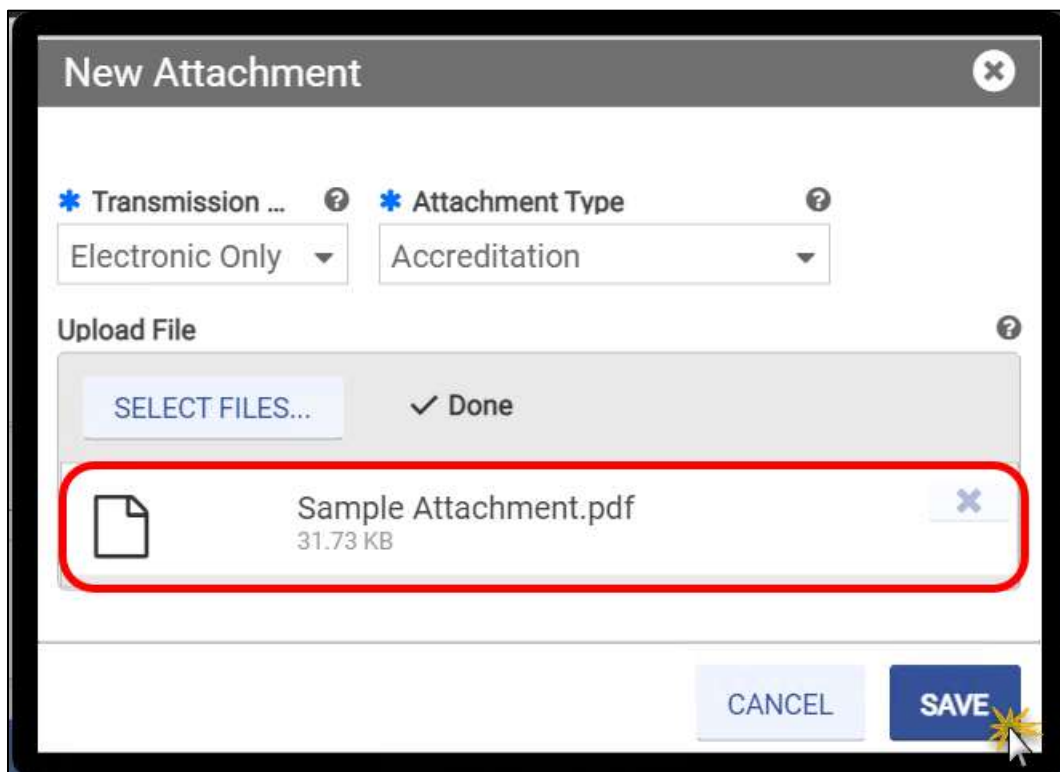 New Attachment
* Transmission ... ? * Attachment Type ?
Electronic Only Accreditation
Upload File ?
SELECT FILES... ✓ Done
Sample Attachment.pdf
31.73 KB
CANCEL SAVE